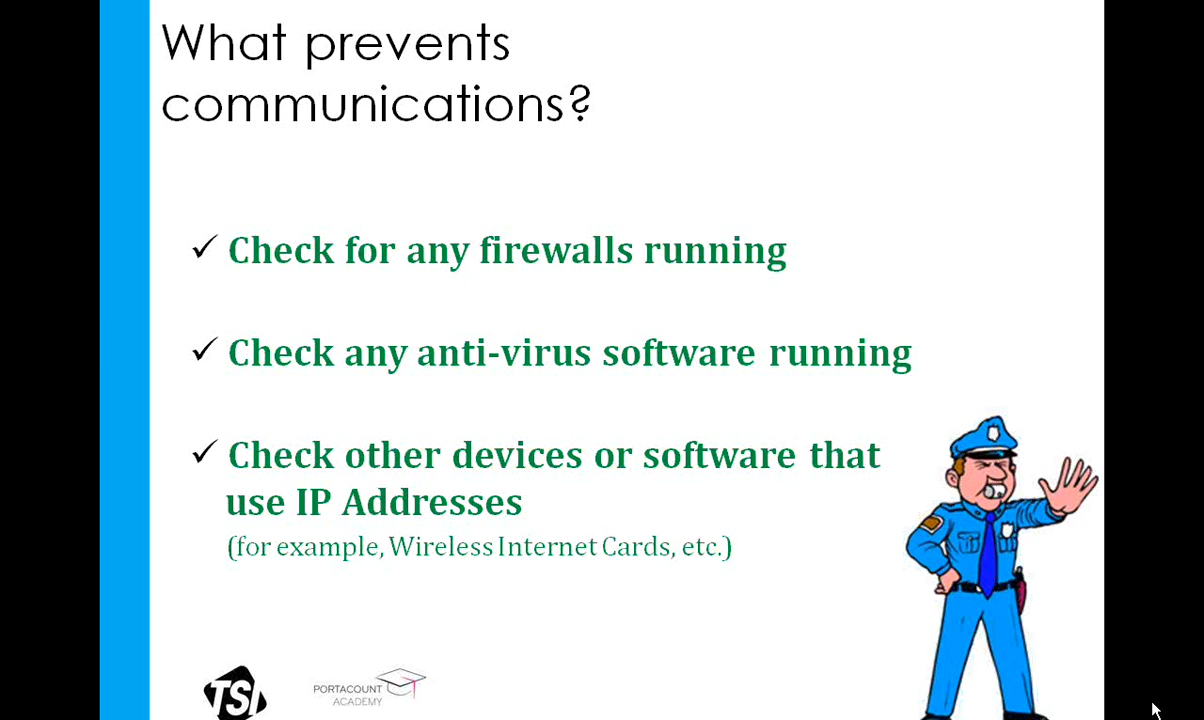 What prevents
communications?
✓ Check for any firewalls running
✓ Check any anti-virus software running
✓ Check other devices or software that
use IP Addresses
(for example, Wireless Internet Cards, etc.)
TSI
PORTACOUNT
ACADEMY